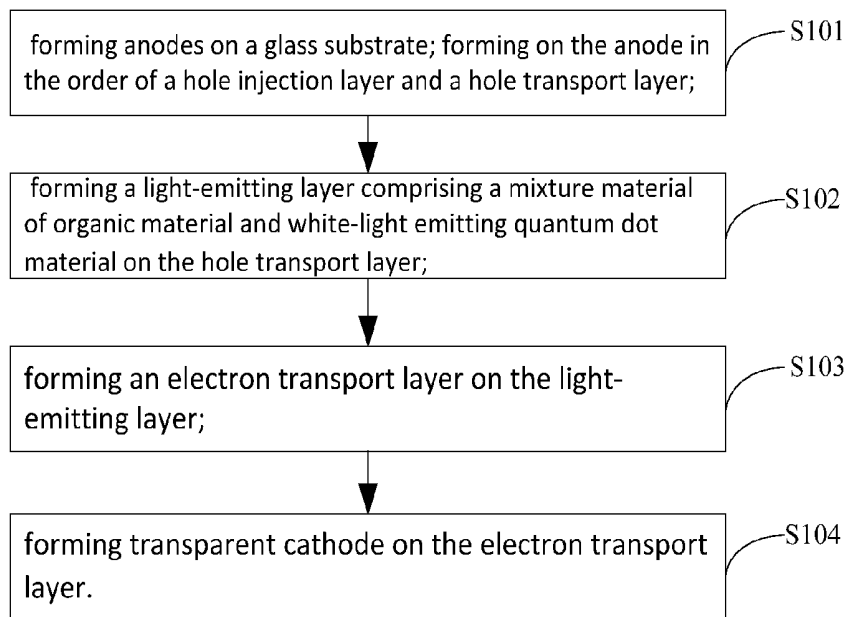 forming anodes on a glass substrate; forming on the anode in
the order of a hole injection layer and a hole transport layer;
S101
forming a light-emitting layer comprising a mixture material
of organic material and white-light emitting quantum dot
material on the hole transport layer;
S102
forming an electron transport layer on the light-
emitting layer;
S103
forming transparent cathode on the electron transport
layer.
S104